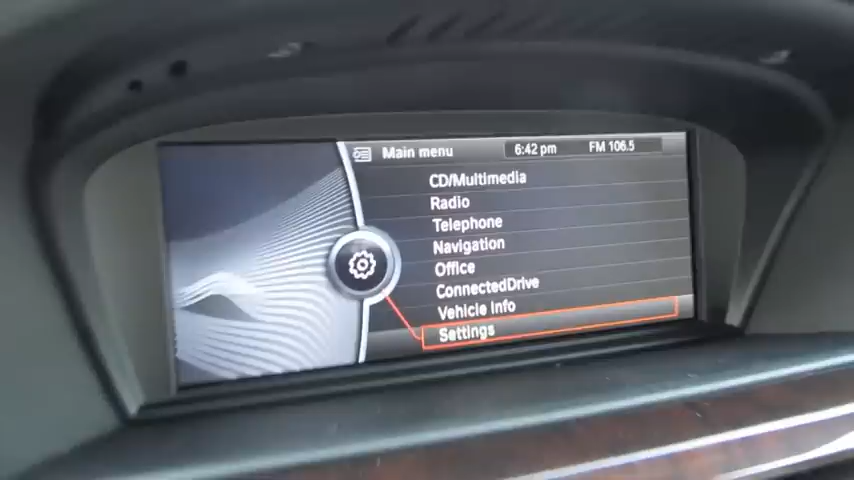 Main menu 6:42 pm FM 106.5
CD/Multimedia
Radio
Telephone
Navigation
Office
ConnectedDrive
Vehicle Info
Settings